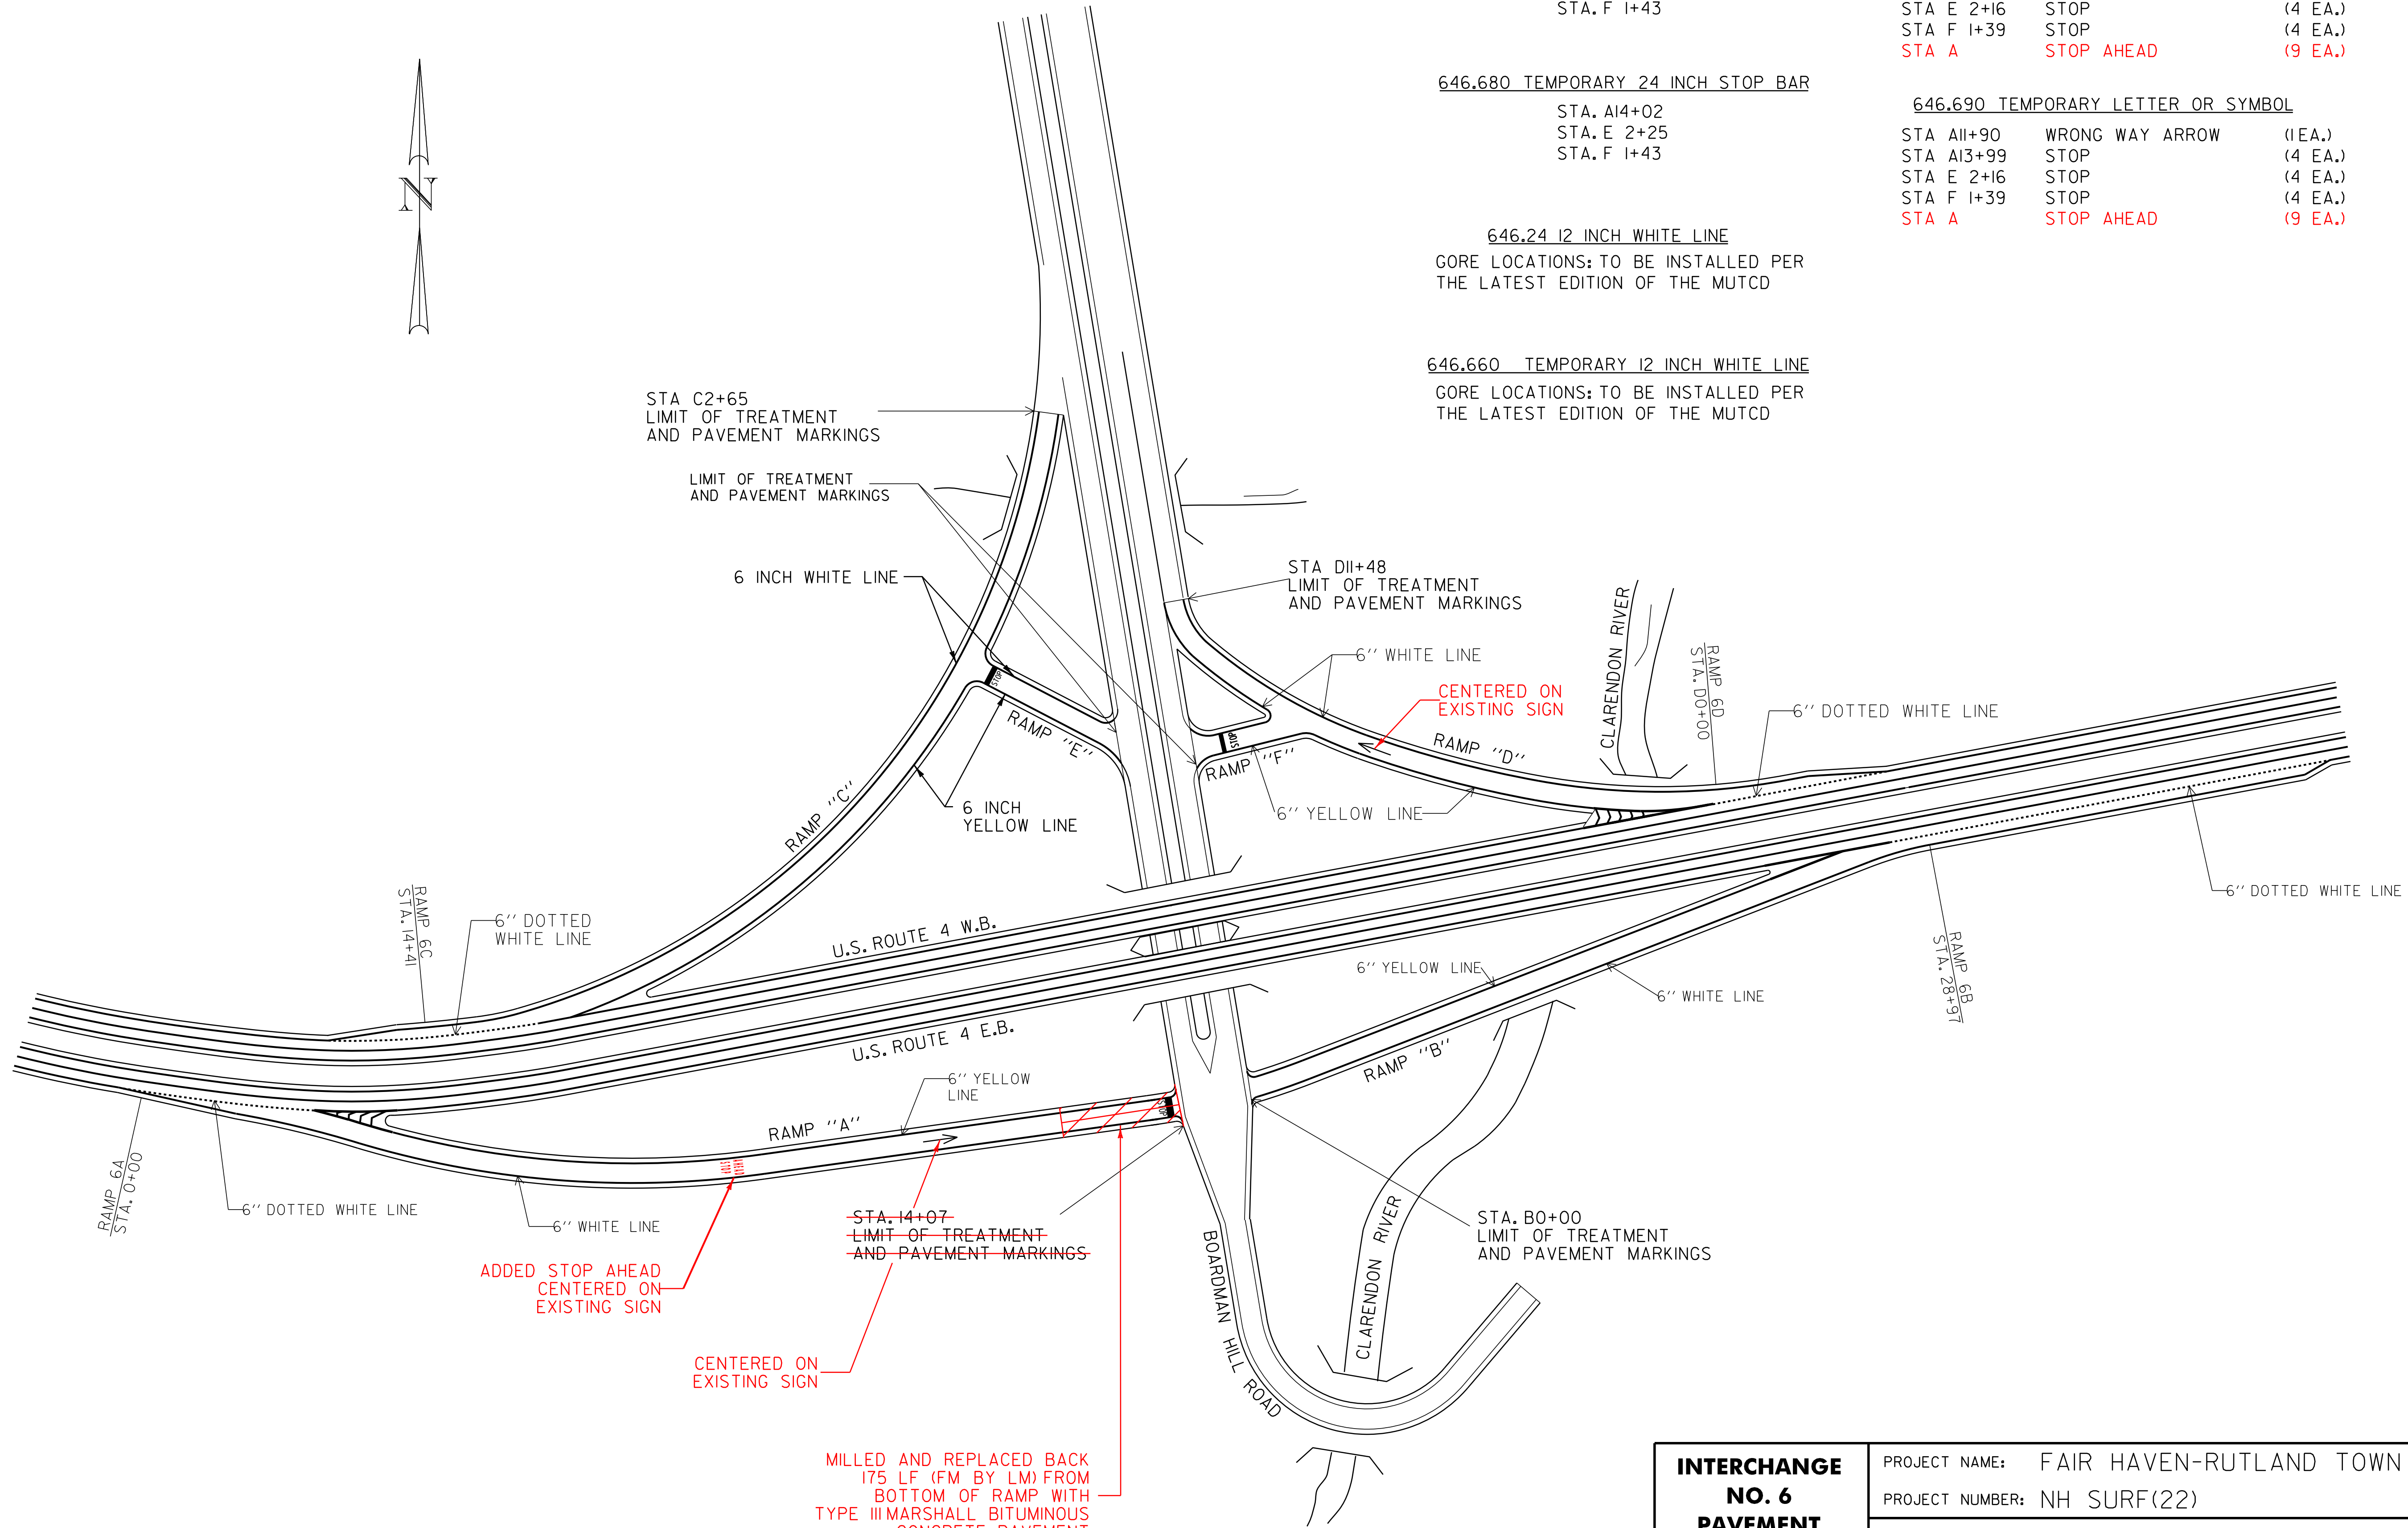 STA. F 1+43
STA E 2+16 STOP (4 EA.)
STA F 1+39 STOP (4 EA.)
STA A STOP AHEAD (9 EA.)
646.680 TEMPORARY 24 INCH STOP BAR
STA. A14+02
STA. E 2+25
STA. F 1+43
646.690 TEMPORARY LETTER OR SYMBOL
STA A11+90 WRONG WAY ARROW (1 EA.)
STA A13+99 STOP (4 EA.)
STA E 2+16 STOP (4 EA.)
STA F 1+39 STOP (4 EA.)
STA A STOP AHEAD (9 EA.)
646.24 12 INCH WHITE LINE
GORE LOCATIONS: TO BE INSTALLED PER
THE LATEST EDITION OF THE MUTCD
646.660 TEMPORARY 12 INCH WHITE LINE
GORE LOCATIONS: TO BE INSTALLED PER
THE LATEST EDITION OF THE MUTCD
N
STA C2+65
LIMIT OF TREATMENT
AND PAVEMENT MARKINGS
LIMIT OF TREATMENT
AND PAVEMENT MARKINGS
6 INCH WHITE LINE
STA D11+48
LIMIT OF TREATMENT
AND PAVEMENT MARKINGS
CLARENDON RIVER
6'' WHITE LINE
CENTERED ON
EXISTING SIGN
RAMP 6D
STA. D0+00
6'' DOTTED WHITE LINE
STOP
RAMP "E"
STOP
RAMP "F"
RAMP "D"
6'' YELLOW LINE
6 INCH
YELLOW LINE
RAMP "C"
RAMP 6C
STA. 14+41
6'' DOTTED
WHITE LINE
U.S. ROUTE 4 W.B.
6'' DOTTED WHITE LINE
6'' YELLOW LINE
6'' WHITE LINE
RAMP 6B
STA. 28+97
U.S. ROUTE 4 E.B.
RAMP "B"
6'' YELLOW
LINE
RAMP "A"
STOP
AHEAD
STOP
RAMP 6A
STA. 0+00
6'' DOTTED WHITE LINE
6'' WHITE LINE
STA. 14+07
LIMIT OF TREATMENT
AND PAVEMENT MARKINGS
STA. B0+00
LIMIT OF TREATMENT
AND PAVEMENT MARKINGS
BOARDMAN HILL ROAD
CLARENDON RIVER
ADDED STOP AHEAD
CENTERED ON
EXISTING SIGN
CENTERED ON
EXISTING SIGN
MILLED AND REPLACED BACK
175 LF (FM BY LM) FROM
BOTTOM OF RAMP WITH
TYPE III MARSHALL BITUMINOUS
CONCRETE PAVEMENT
INTERCHANGE
NO. 6
PAVEMENT
PROJECT NAME: FAIR HAVEN-RUTLAND TOWN
PROJECT NUMBER: NH SURF(22)